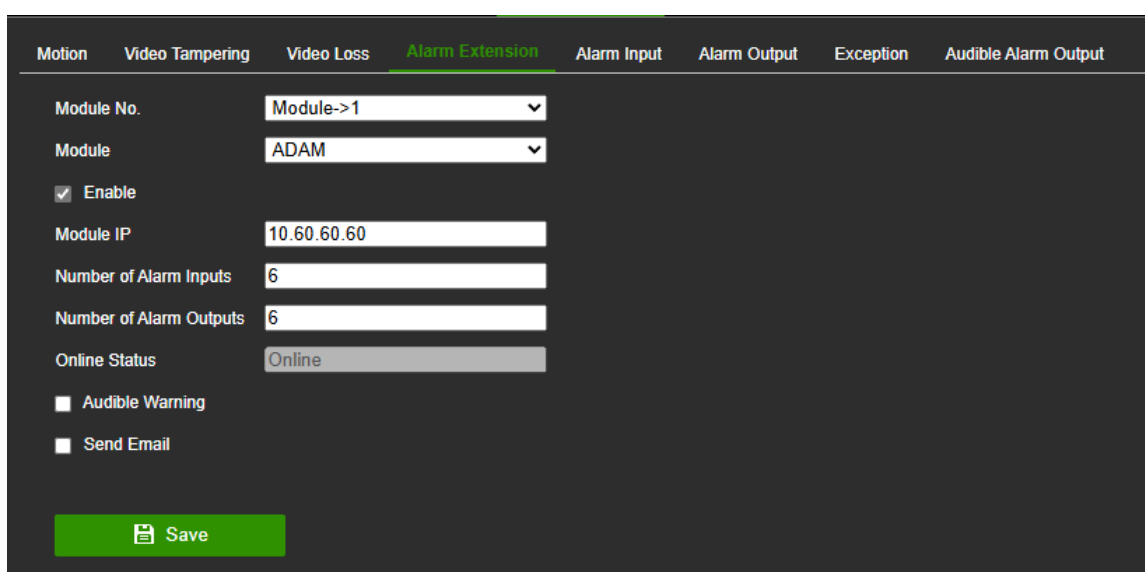 Motion Video Tampering Video Loss Alarm Extension Alarm Input Alarm Output Exception Audible Alarm Output
Module No. Module->1
Module ADAM
Enable
Module IP 10.60.60.60
Number of Alarm Inputs 6
Number of Alarm Outputs 6
Online Status Online
Audible Warning
Send Email
Save